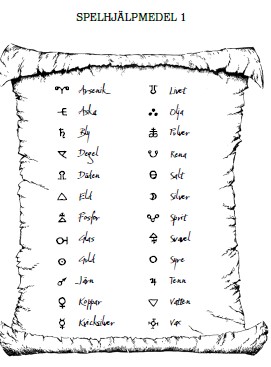 SPELHJÄLPMEDEL 1
Arsenik
Aska
Bly
Degel
Döden
Eld
Fosfor
Glas
Guld
Järn
Koppar
Kvicksilver
Livet
Olja
Pulver
Rena
Salt
Silver
Sprit
Svavel
Syre
Tenn
Vatten
Vax